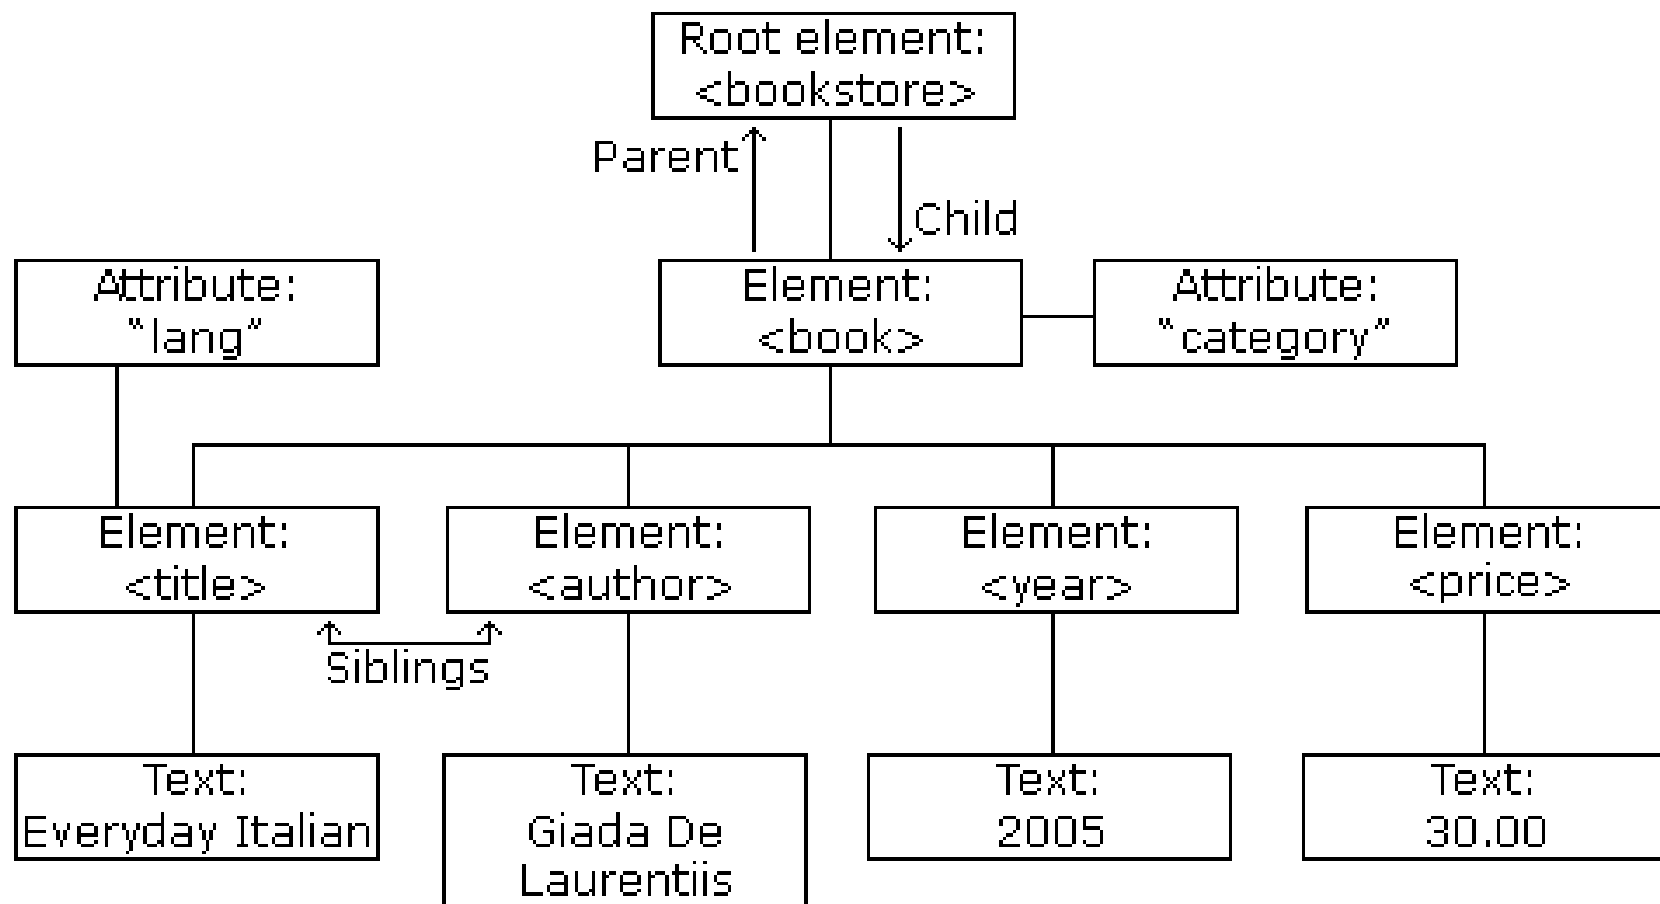 Root element:
<bookstore>
Parent
Child
Attribute:
"lang"
Element:
<book>
Attribute:
"category"
Element:
<title>
Element:
<author>
Element:
<year>
Element:
<price>
Siblings
Text:
Everyday Italian
Text:
Giada De
Laurentiis
Text:
2005
Text:
30.00